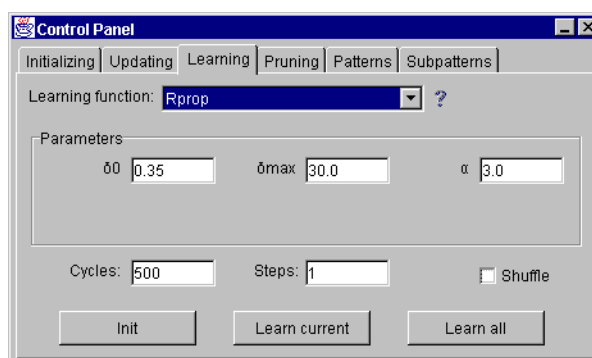 Control Panel
Initializing Updating Learning Pruning Patterns Subpatterns
Learning function: Rprop ?
Parameters
δ0 0.35 δmax 30.0 α 3.0
Cycles: 500 Steps: 1 Shuffle
Init Learn current Learn all